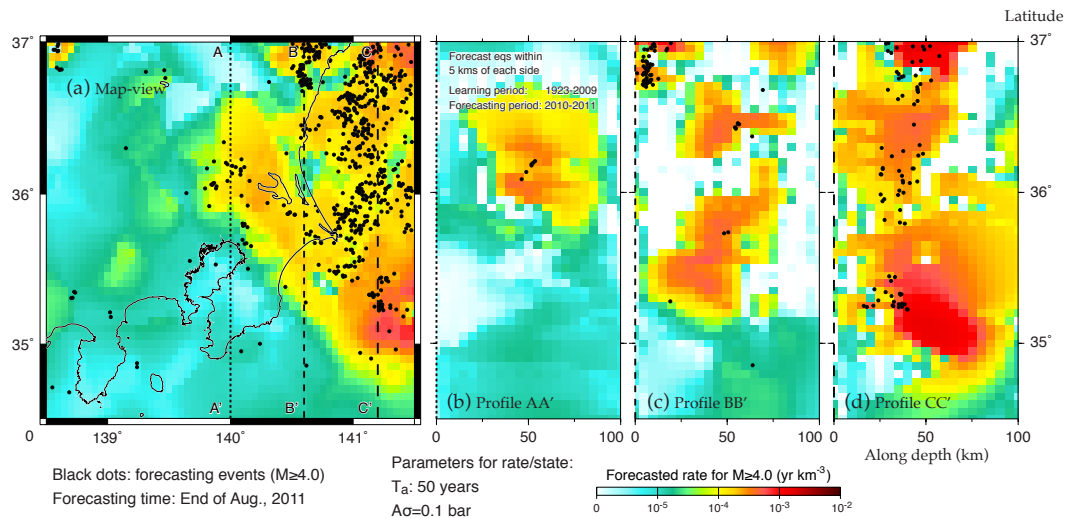 Latitude
37˚
36˚
35˚
A
B
C
(a) Map-view
A'
B'
C'
0
139˚
140˚
141˚
Forecast eqs within
5 kms of each side
Learning period: 1923-2009
Forecasting period: 2010-2011
(b) Profile AA'
50
100
(c) Profile BB'
0
50
100
37˚
36˚
35˚
(d) Profile CC'
0
50
100
Along depth (km)
Black dots: forecasting events (M≥4.0)
Forecasting time: End of Aug., 2011
Parameters for rate/state:
Ta: 50 years
Aσ=0.1 bar
Forecasted rate for M≥4.0 (yr km⁻³)
0 10⁻⁵ 10⁻⁴ 10⁻³ 10⁻²